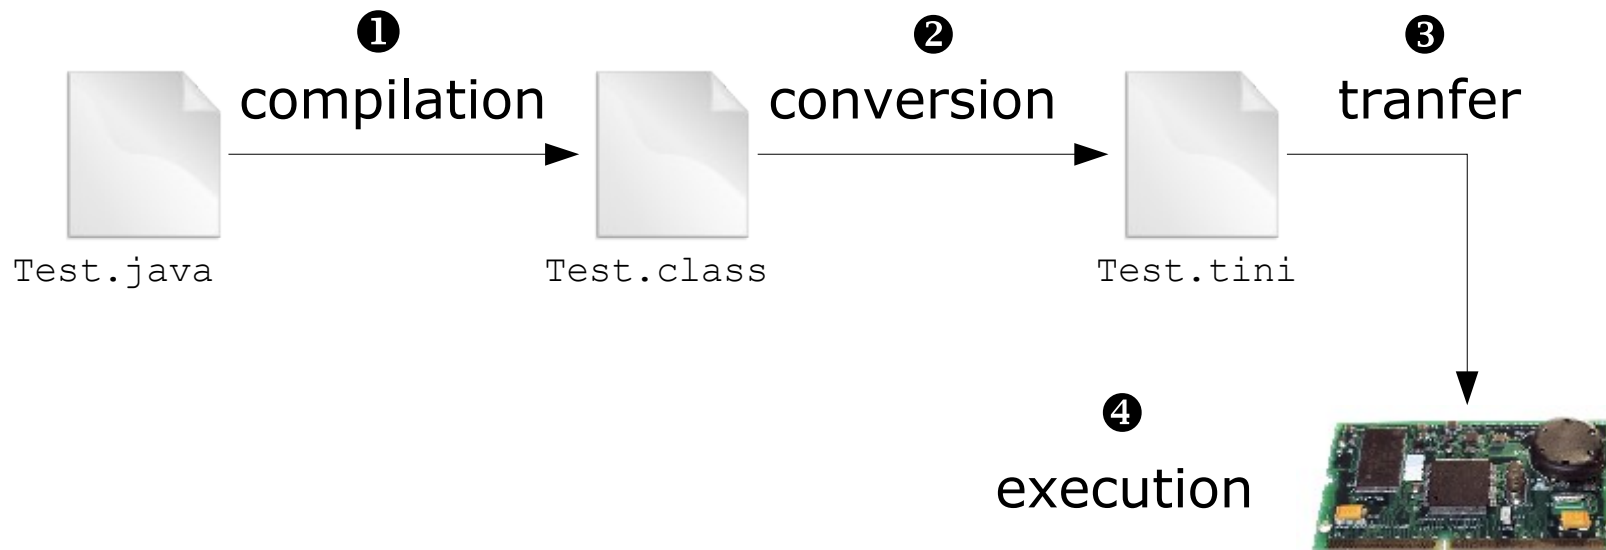 ❶ ❷ ❸
compilation conversion tranfer
Test.java Test.class Test.tini
❹
execution